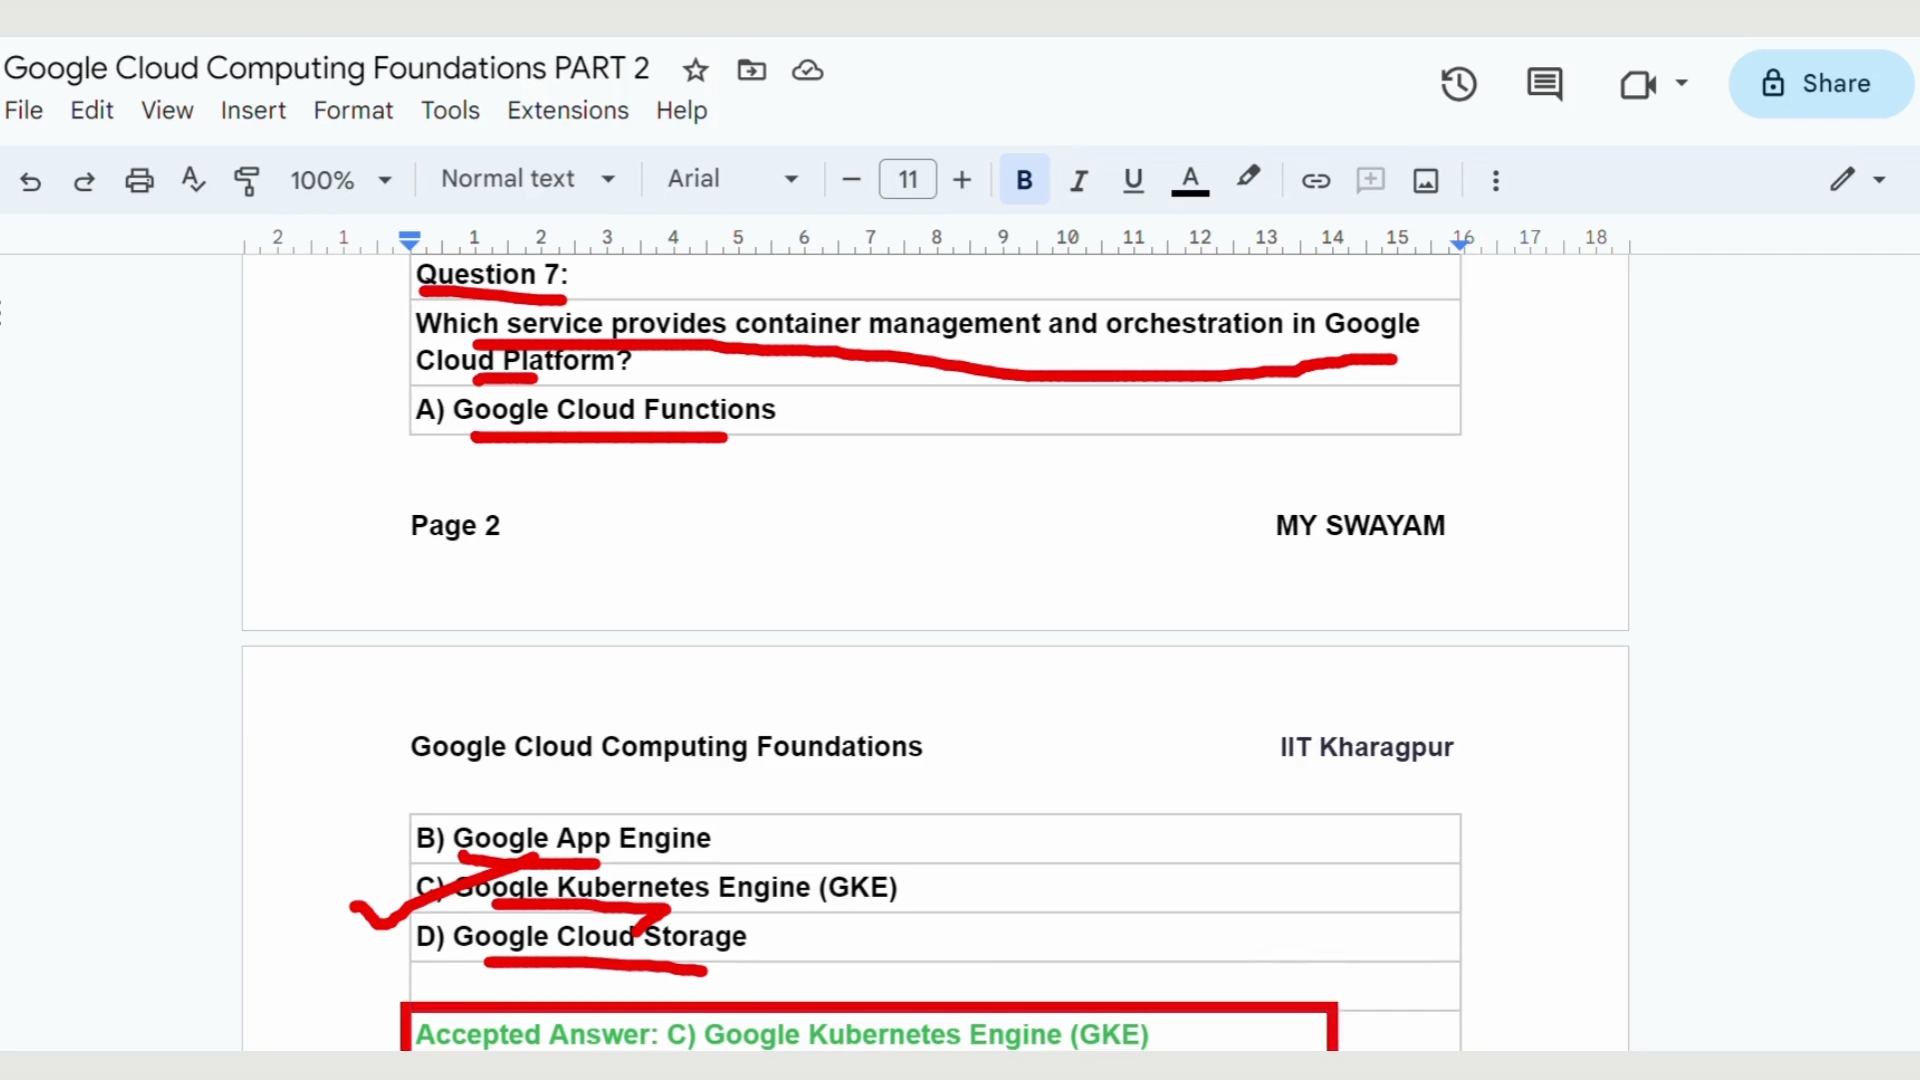 Google Cloud Computing Foundations PART 2
File Edit View Insert Format Tools Extensions Help
Share
100% Normal text Arial 11 B I U A
2 1 1 2 3 4 5 6 7 8 9 10 11 12 13 14 15 16 17 18
Question 7:
Which service provides container management and orchestration in Google
Cloud Platform?
A) Google Cloud Functions
Page 2 MY SWAYAM
Google Cloud Computing Foundations IIT Kharagpur
B) Google App Engine
C) Google Kubernetes Engine (GKE)
D) Google Cloud Storage
Accepted Answer: C) Google Kubernetes Engine (GKE)